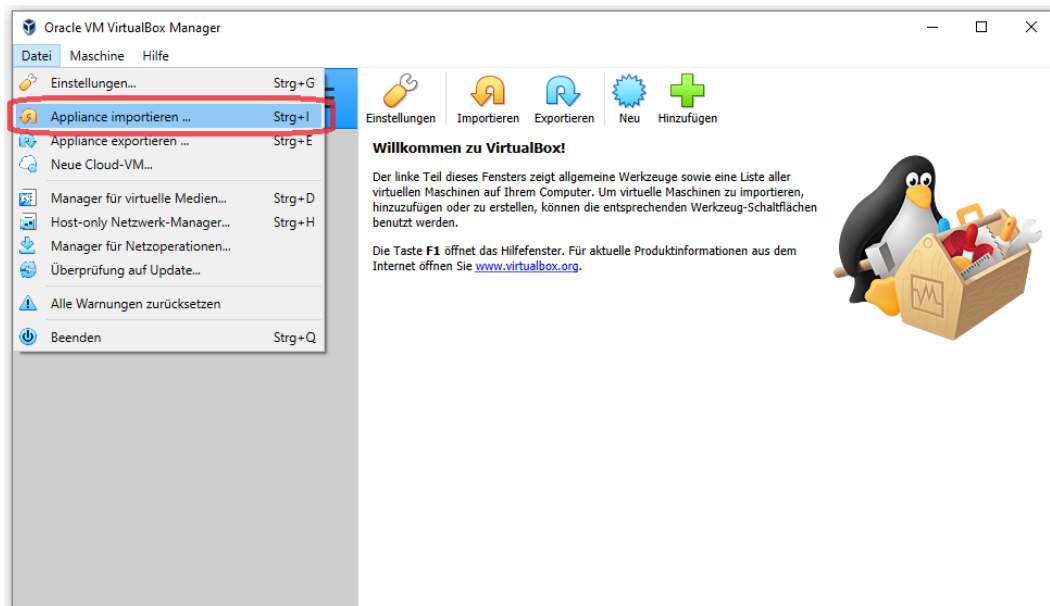 Oracle VM VirtualBox Manager
Datei Maschine Hilfe
Einstellungen... Strg+G
Appliance importieren ... Strg+I
Appliance exportieren ... Strg+E
Neue Cloud-VM...
Manager für virtuelle Medien... Strg+D
Host-only Netzwerk-Manager... Strg+H
Manager für Netzoperationen...
Überprüfung auf Update...
Alle Warnungen zurücksetzen
Beenden Strg+Q
Einstellungen Importieren Exportieren Neu Hinzufügen
Willkommen zu VirtualBox!
Der linke Teil dieses Fensters zeigt allgemeine Werkzeuge sowie eine Liste aller
virtuellen Maschinen auf Ihrem Computer. Um virtuelle Maschinen zu importieren,
hinzuzufügen oder zu erstellen, können die entsprechenden Werkzeug-Schaltflächen
benutzt werden.
Die Taste F1 öffnet das Hilfefenster. Für aktuelle Produktinformationen aus dem
Internet öffnen Sie www.virtualbox.org.